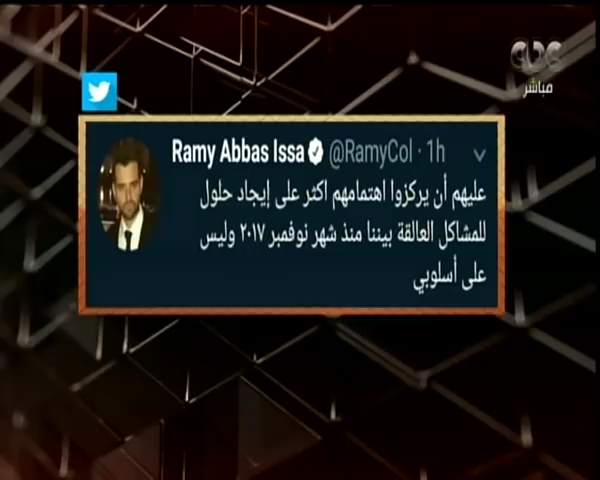 cbc
مباشر
Ramy Abbas Issa @RamyCol · 1h
عليهم أن يركزوا اهتمامهم اكثر على إيجاد حلول
للمشاكل العالقة بيننا منذ شهر نوفمبر ٢٠١٧ وليس
على أسلوبي